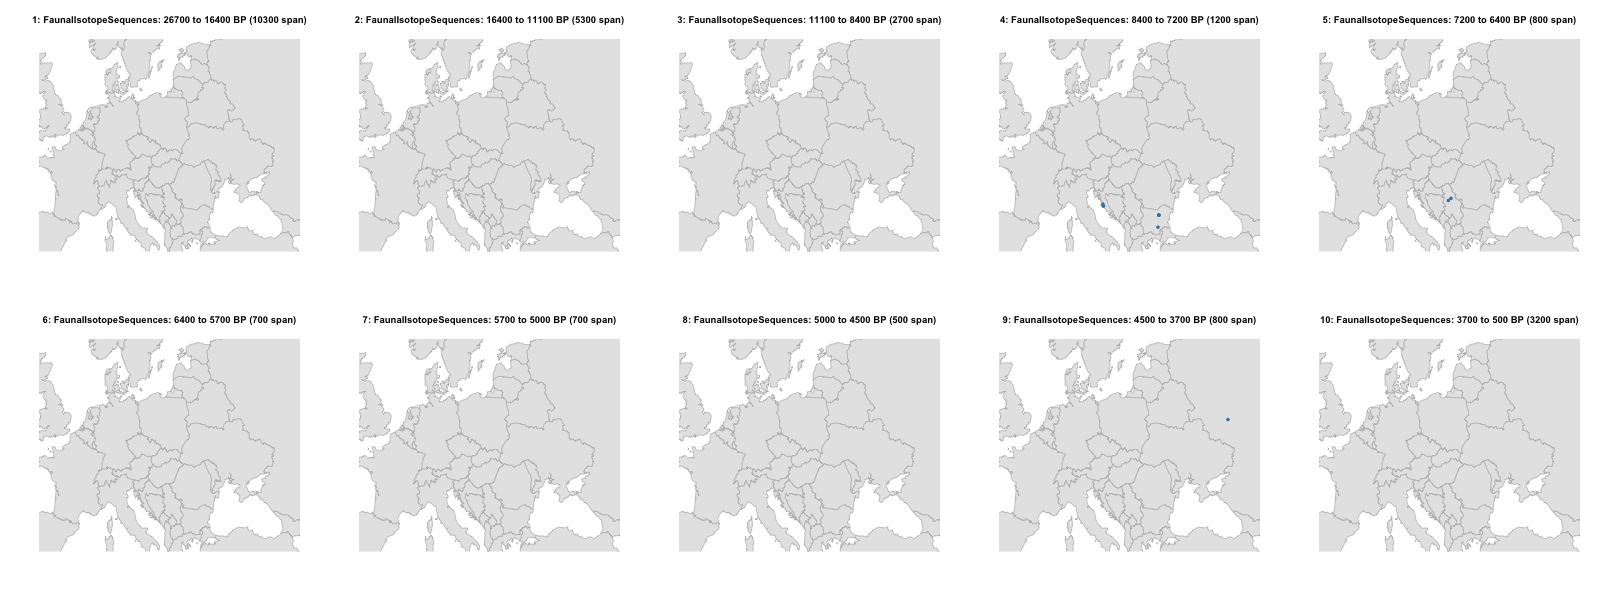 1: FaunalIsotopeSequences: 26700 to 16400 BP (10300 span)
2: FaunalIsotopeSequences: 16400 to 11100 BP (5300 span)
3: FaunalIsotopeSequences: 11100 to 8400 BP (2700 span)
4: FaunalIsotopeSequences: 8400 to 7200 BP (1200 span)
5: FaunalIsotopeSequences: 7200 to 6400 BP (800 span)
6: FaunalIsotopeSequences: 6400 to 5700 BP (700 span)
7: FaunalIsotopeSequences: 5700 to 5000 BP (700 span)
8: FaunalIsotopeSequences: 5000 to 4500 BP (500 span)
9: FaunalIsotopeSequences: 4500 to 3700 BP (800 span)
10: FaunalIsotopeSequences: 3700 to 500 BP (3200 span)